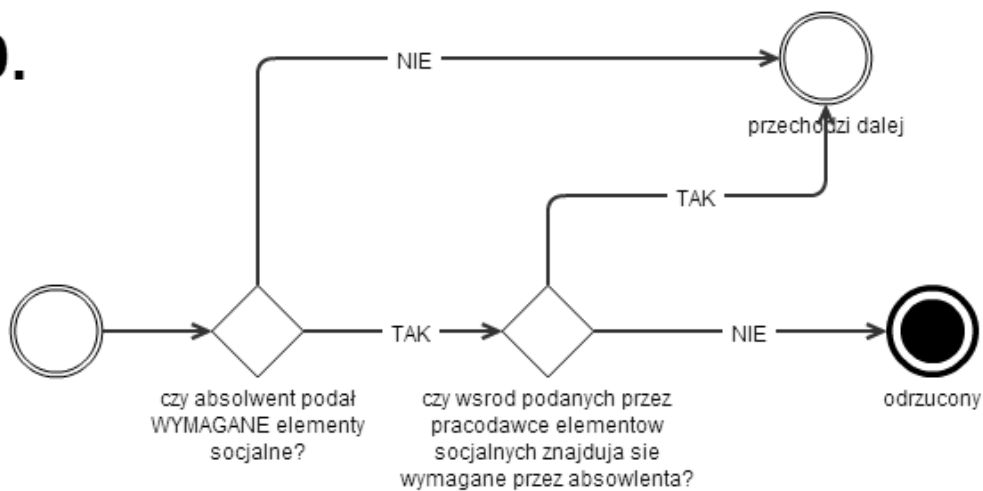 NIE
przechodzi dalej
TAK
TAK
NIE
czy absolwent podał
WYMAGANE elementy
socjalne?
czy wsrod podanych przez
pracodawce elementow
socjalnych znajduja sie
wymagane przez absowlenta?
odrzucony